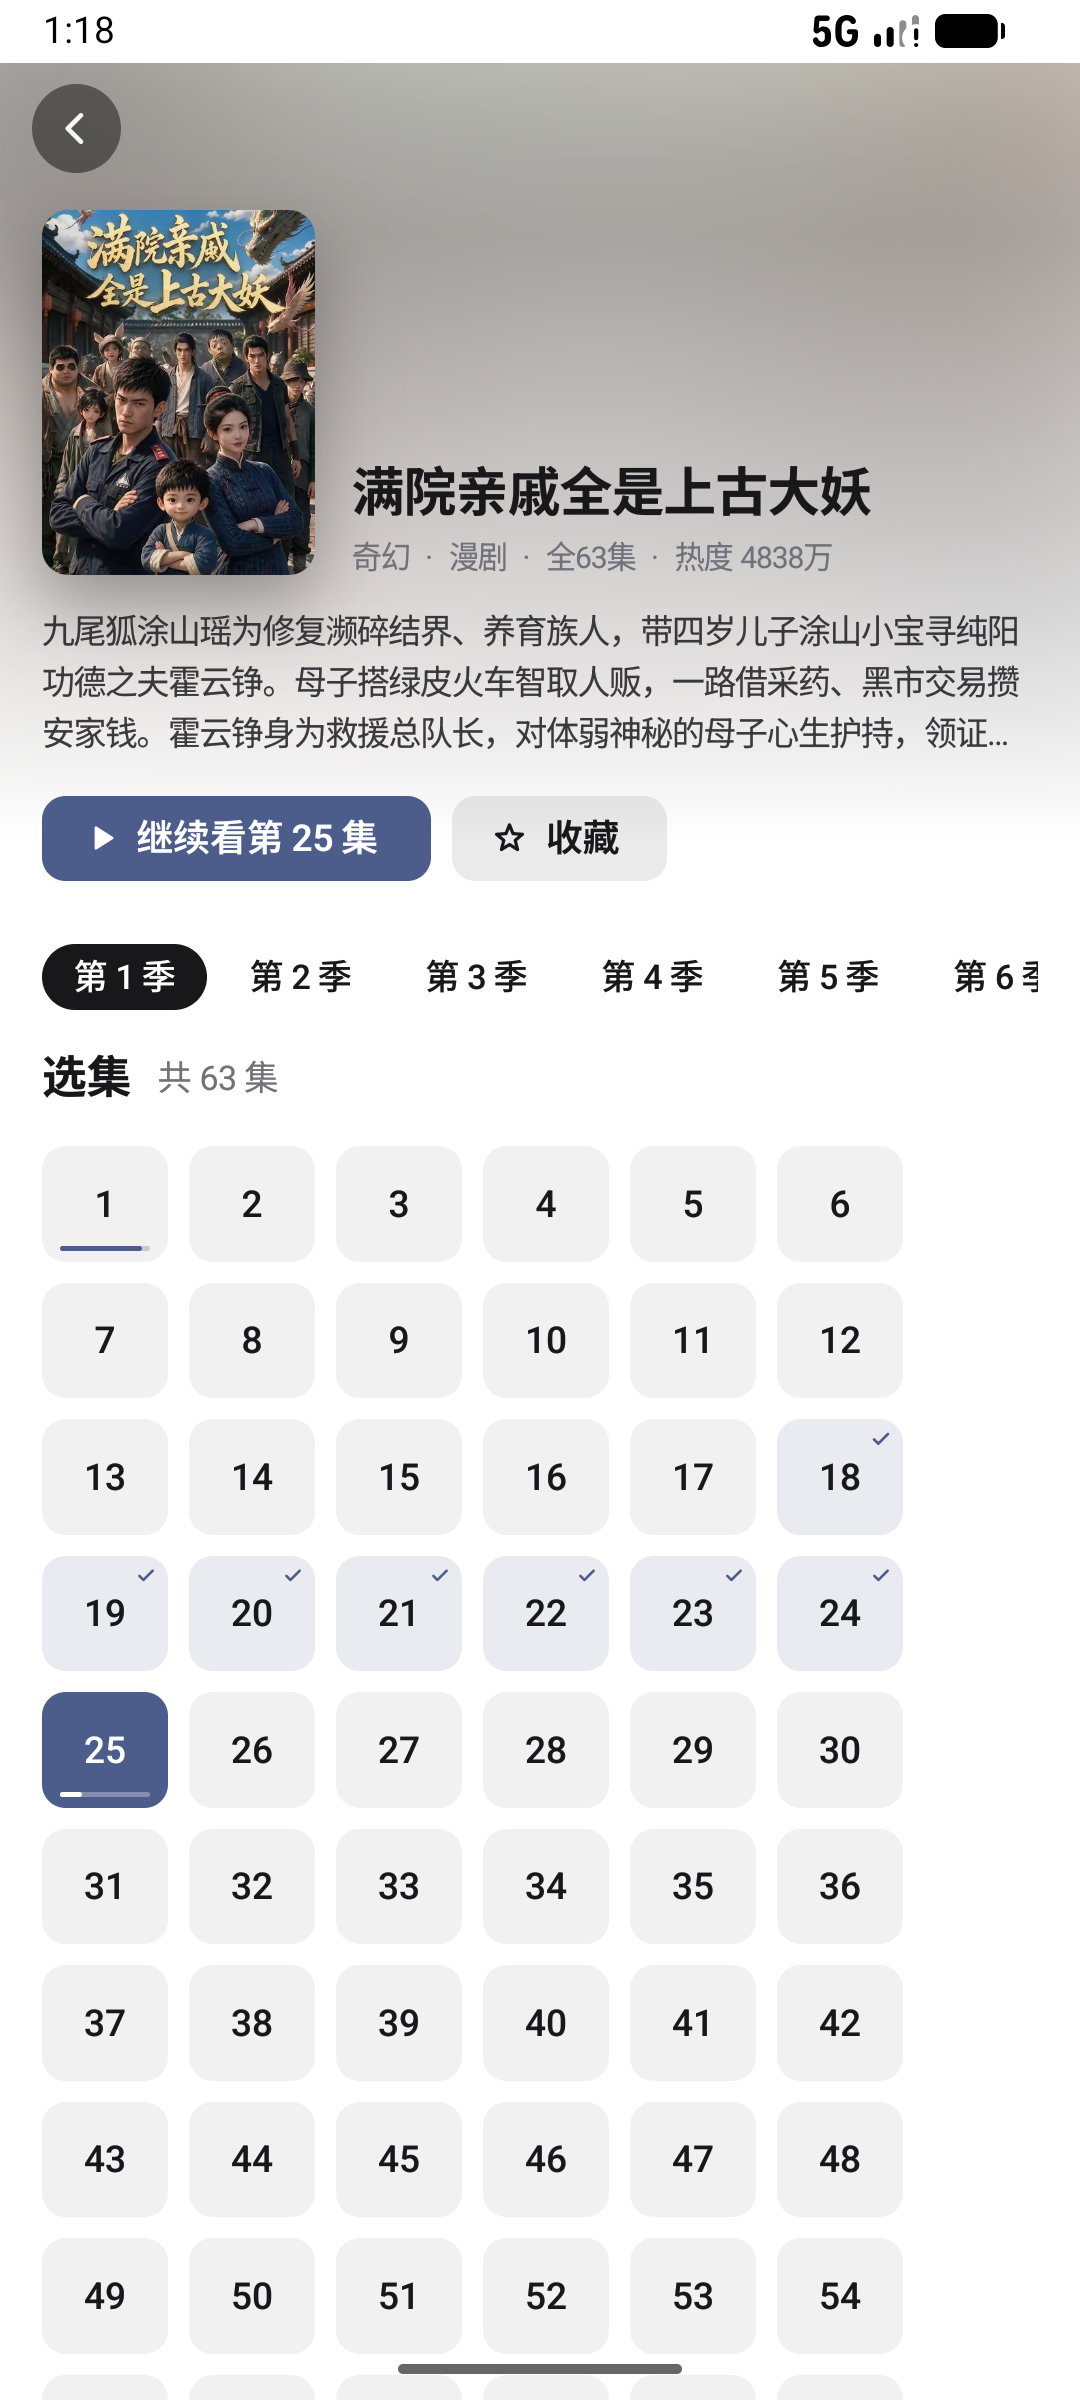 1:18
5G
满院亲戚
全是上古大妖
满院亲戚全是上古大妖
奇幻 · 漫剧 · 全63集 · 热度 4838万
九尾狐涂山瑶为修复濒碎结界、养育族人，带四岁儿子涂山小宝寻纯阳
功德之夫霍云铮。母子搭绿皮火车智取人贩，一路借采药、黑市交易攒
安家钱。霍云铮身为救援总队长，对体弱神秘的母子心生护持，领证...
继续看第 25 集
收藏
第 1 季 第 2 季 第 3 季 第 4 季 第 5 季 第 6 季
选集 共 63 集
1 2 3 4 5 6
7 8 9 10 11 12
13 14 15 16 17 18
19 20 21 22 23 24
25 26 27 28 29 30
31 32 33 34 35 36
37 38 39 40 41 42
43 44 45 46 47 48
49 50 51 52 53 54